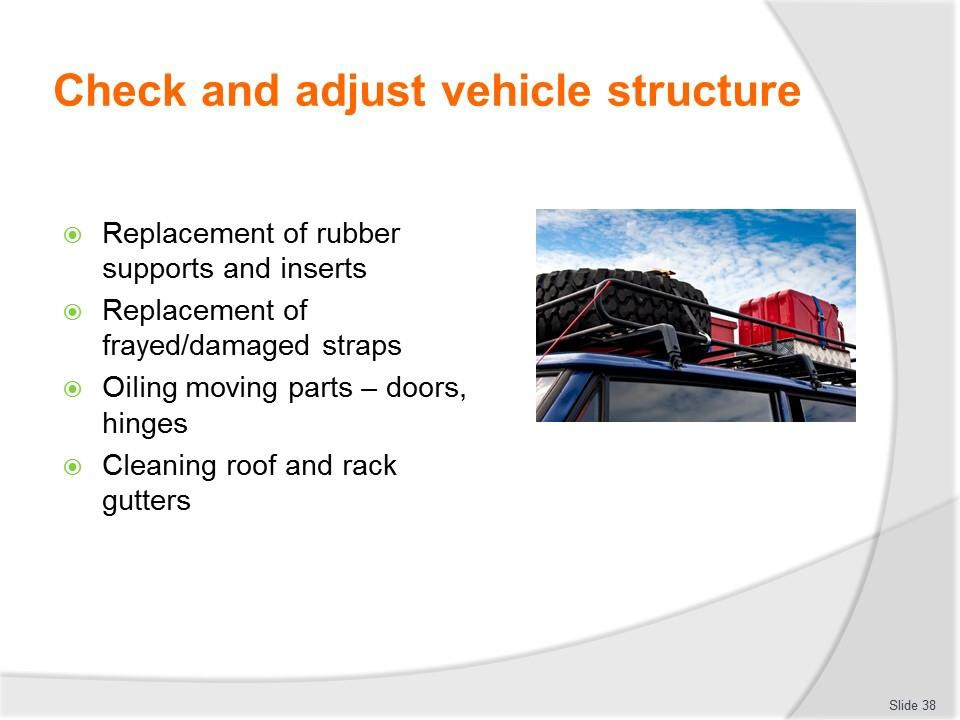 Check and adjust vehicle structure
Replacement of rubber
supports and inserts
Replacement of
frayed/damaged straps
Oiling moving parts – doors,
hinges
Cleaning roof and rack
gutters
Slide 38